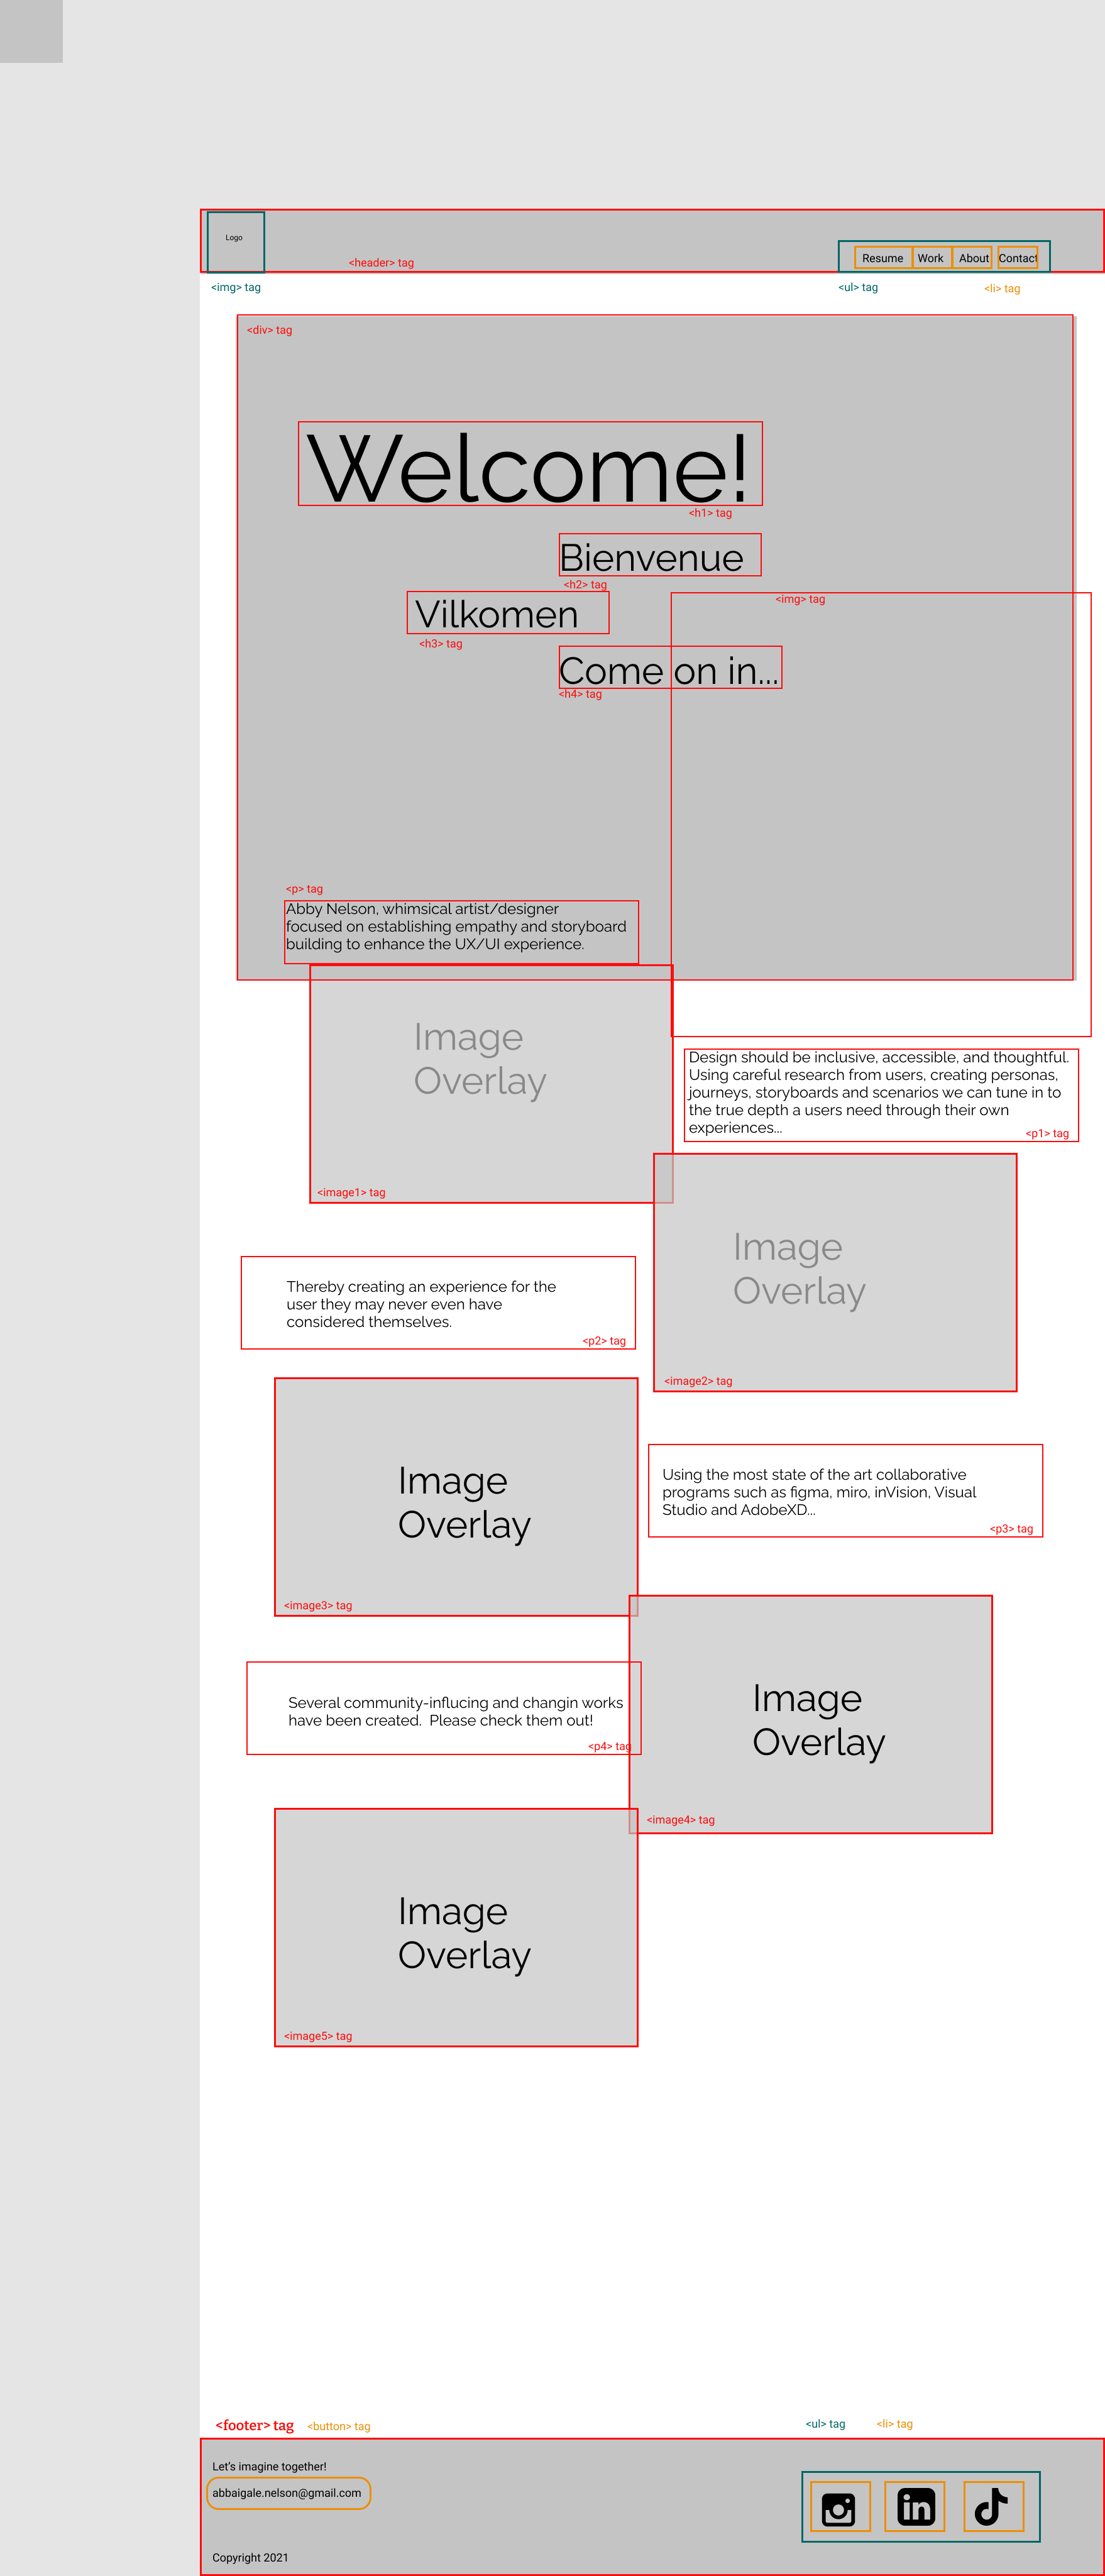 Logo
<header> tag
Resume
Work
About
Contact
<img> tag
<ul> tag
<li> tag
<div> tag
Welcome!
<h1> tag
Bienvenue
<h2> tag
Vilkomen
<img> tag
<h3> tag
Come on in...
<h4> tag
<p> tag
Abby Nelson, whimsical artist/designer
focused on establishing empathy and storyboard
building to enhance the UX/UI experience.
Image
Overlay
<image1> tag
Design should be inclusive, accessible, and thoughtful.
Using careful research from users, creating personas,
journeys, storyboards and scenarios we can tune in to
the true depth a users need through their own
experiences...
<p1> tag
Image
Overlay
<image2> tag
Thereby creating an experience for the
user they may never even have
considered themselves.
<p2> tag
Image
Overlay
<image3> tag
Using the most state of the art collaborative
programs such as figma, miro, inVision, Visual
Studio and AdobeXD...
<p3> tag
Image
Overlay
<image4> tag
Several community-influcing and changin works
have been created.  Please check them out!
<p4> tag
Image
Overlay
<image5> tag
<footer> tag
<button> tag
<ul> tag
<li> tag
Let's imagine together!
abbaigale.nelson@gmail.com
in
Copyright 2021